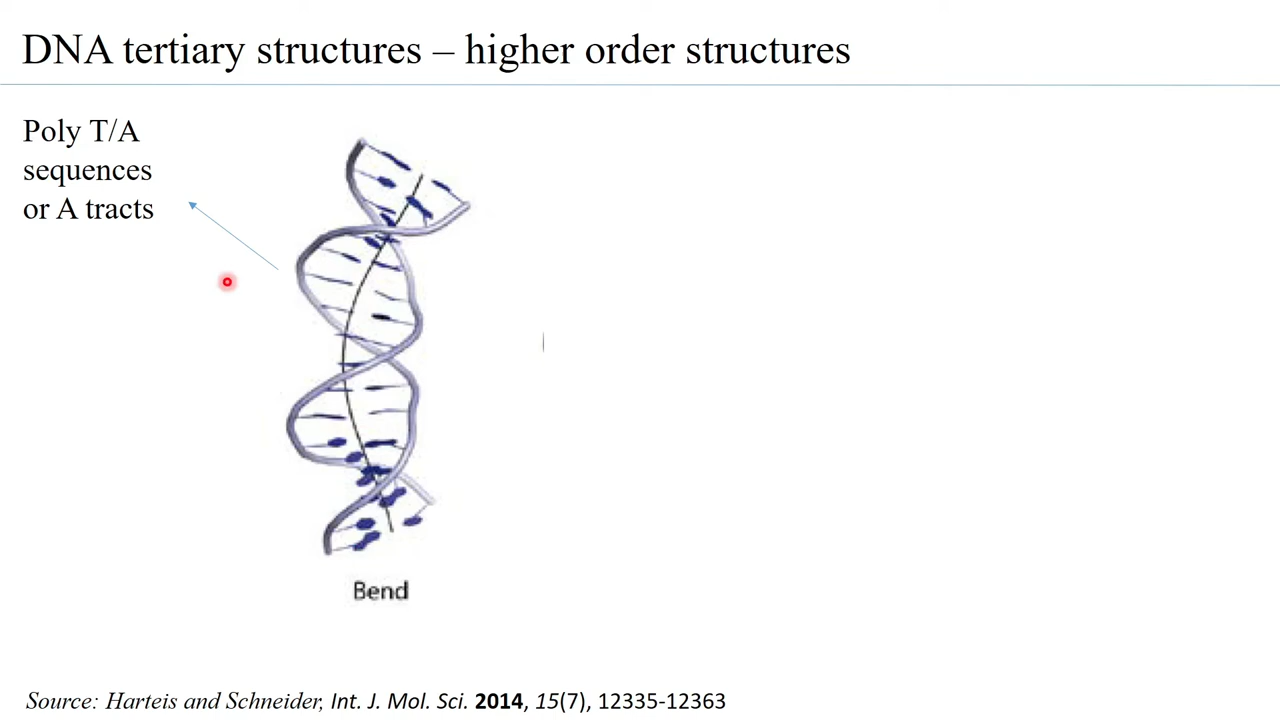 DNA tertiary structures – higher order structures
Poly T/A
sequences
or A tracts
Bend
Source: Harteis and Schneider, Int. J. Mol. Sci. 2014, 15(7), 12335-12363